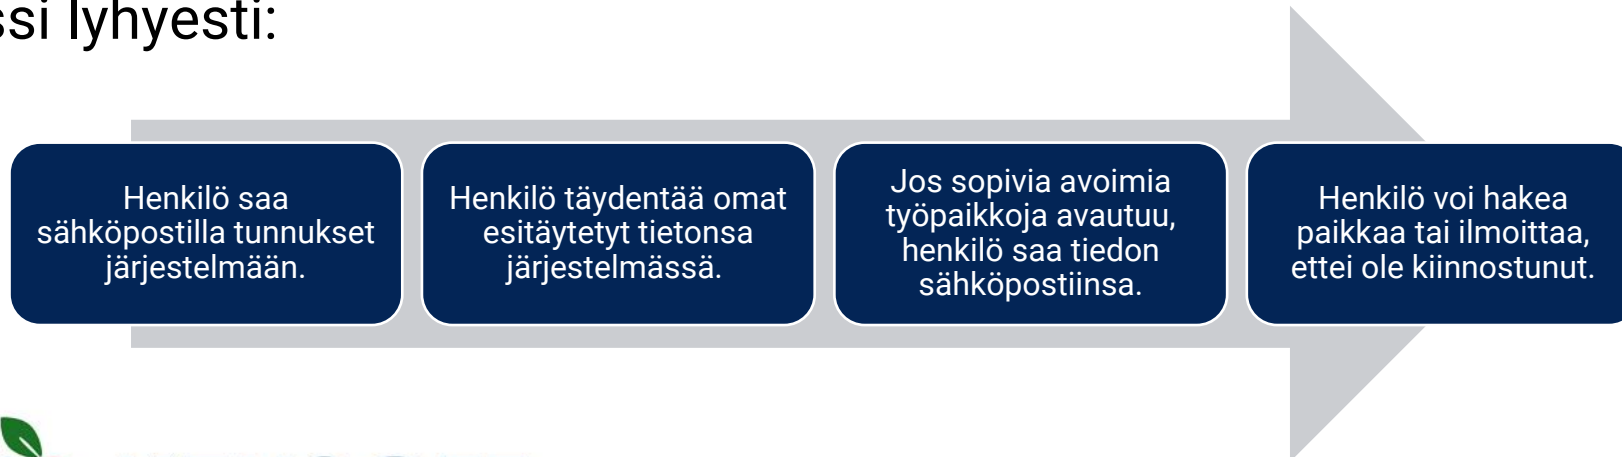 ssi lyhyesti:
Henkilö saa
sähköpostilla tunnukset
järjestelmään.
Henkilö täydentää omat
esitäytetyt tietonsa
järjestelmässä.
Jos sopivia avoimia
työpaikkoja avautuu,
henkilö saa tiedon
sähköpostiinsa.
Henkilö voi hakea
paikkaa tai ilmoittaa,
ettei ole kiinnostunut.